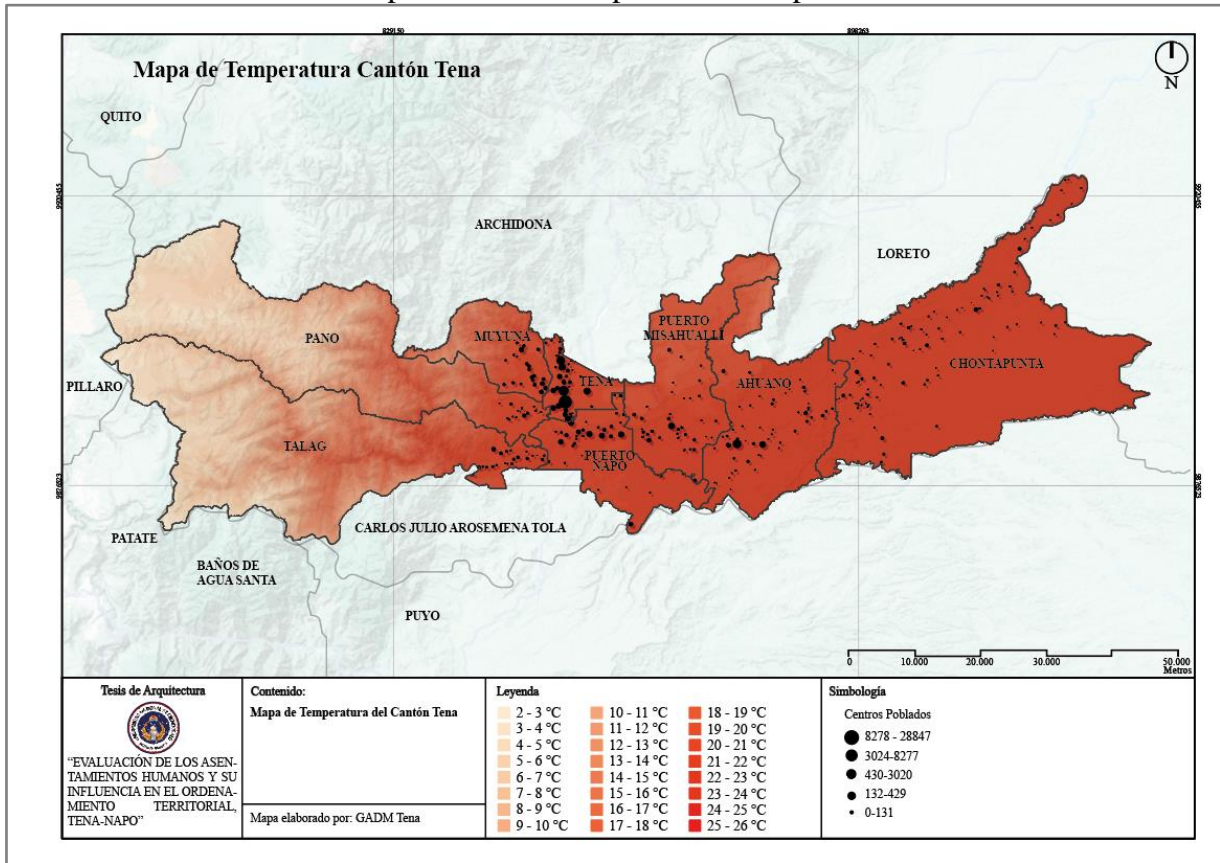 829150
898263
Mapa de Temperatura Cantón Tena
N
QUITO
9920455
9920455
ARCHIDONA
LORETO
PANO
MUYUNA
PUERTO
MISAHUALLÍ
TENA
AHUANO
CHONTAPUNTA
PILLARO
TALAG
PUERTO
NAPO
PATATE
CARLOS JULIO AROSEMENA TOLA
BAÑOS DE
AGUA SANTA
PUYO
0 10.000 20.000 30.000 50.000
Metros
Tesis de Arquitectura
"EVALUACIÓN DE LOS ASEN-
TAMIENTOS HUMANOS Y SU
INFLUENCIA EN EL ORDENA-
MIENTO TERRITORIAL,
TENA-NAPO"
Contenido:
Mapa de Temperatura del Cantón Tena
Mapa elaborado por: GADM Tena
Leyenda
2 - 3 °C
3 - 4 °C
4 - 5 °C
5 - 6 °C
6 - 7 °C
7 - 8 °C
8 - 9 °C
9 - 10 °C
10 - 11 °C
11 - 12 °C
12 - 13 °C
13 - 14 °C
14 - 15 °C
15 - 16 °C
16 - 17 °C
17 - 18 °C
18 - 19 °C
19 - 20 °C
20 - 21 °C
21 - 22 °C
22 - 23 °C
23 - 24 °C
24 - 25 °C
25 - 26 °C
Simbología
Centros Poblados
8278 - 28847
3024-8277
430-3020
132-429
0-131